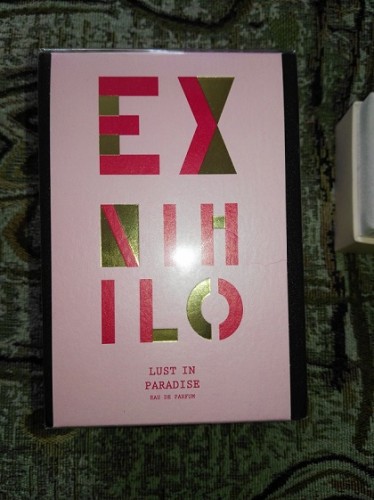 EX
NIH
ILO
LUST IN
PARADISE
EAU DE PARFUM